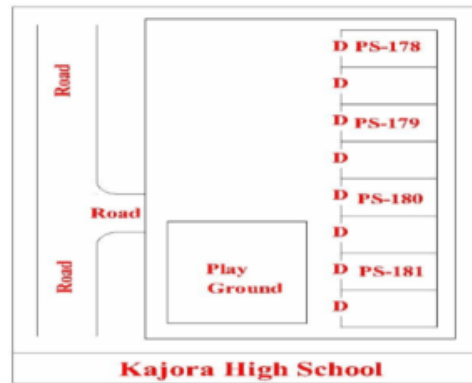 D PS-178
Road
D
D PS-179
D
D PS-180
Road
D
Play
Ground
D PS-181
Road
D
Kajora High School